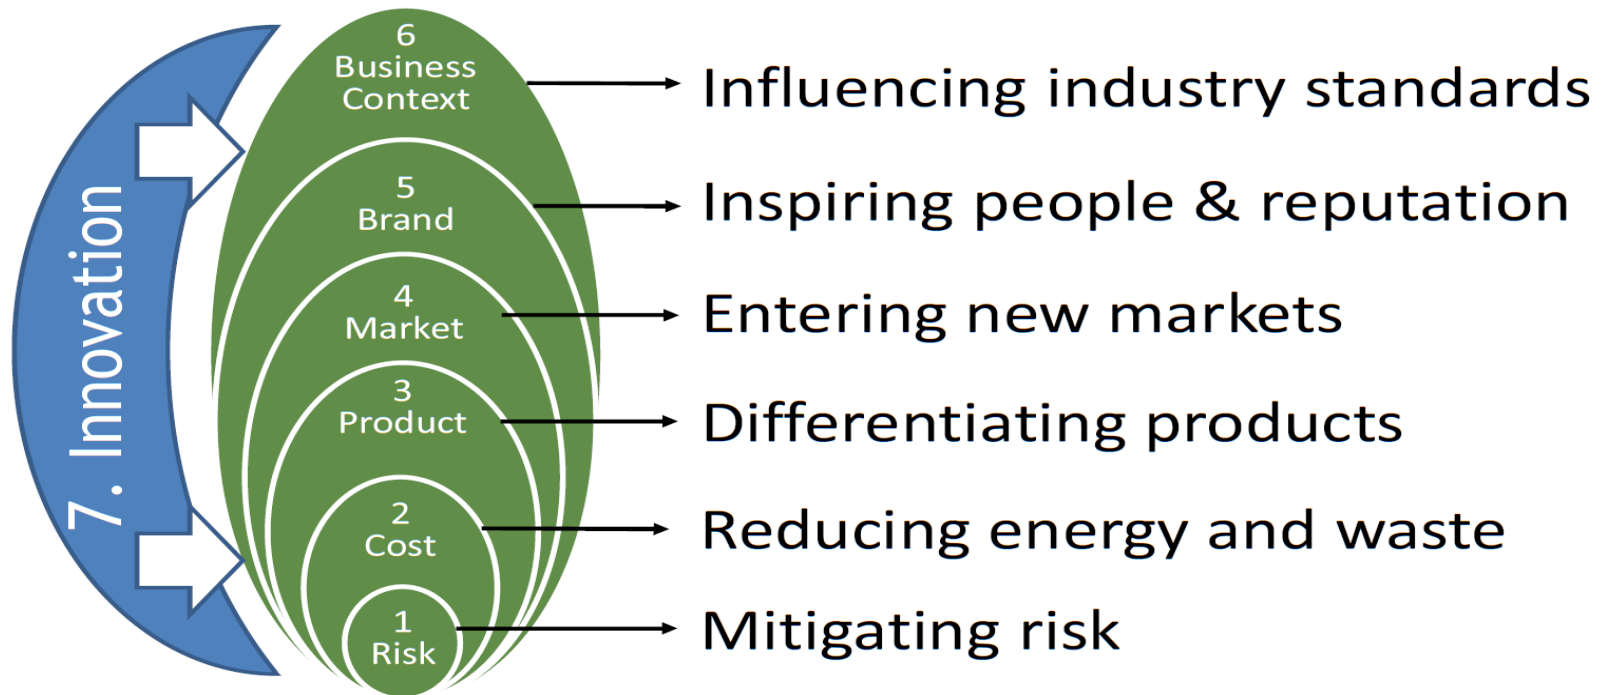 7. Innovation
6
Business
Context
Influencing industry standards
5
Brand
Inspiring people & reputation
4
Market
Entering new markets
3
Product
Differentiating products
2
Cost
Reducing energy and waste
1
Risk
Mitigating risk